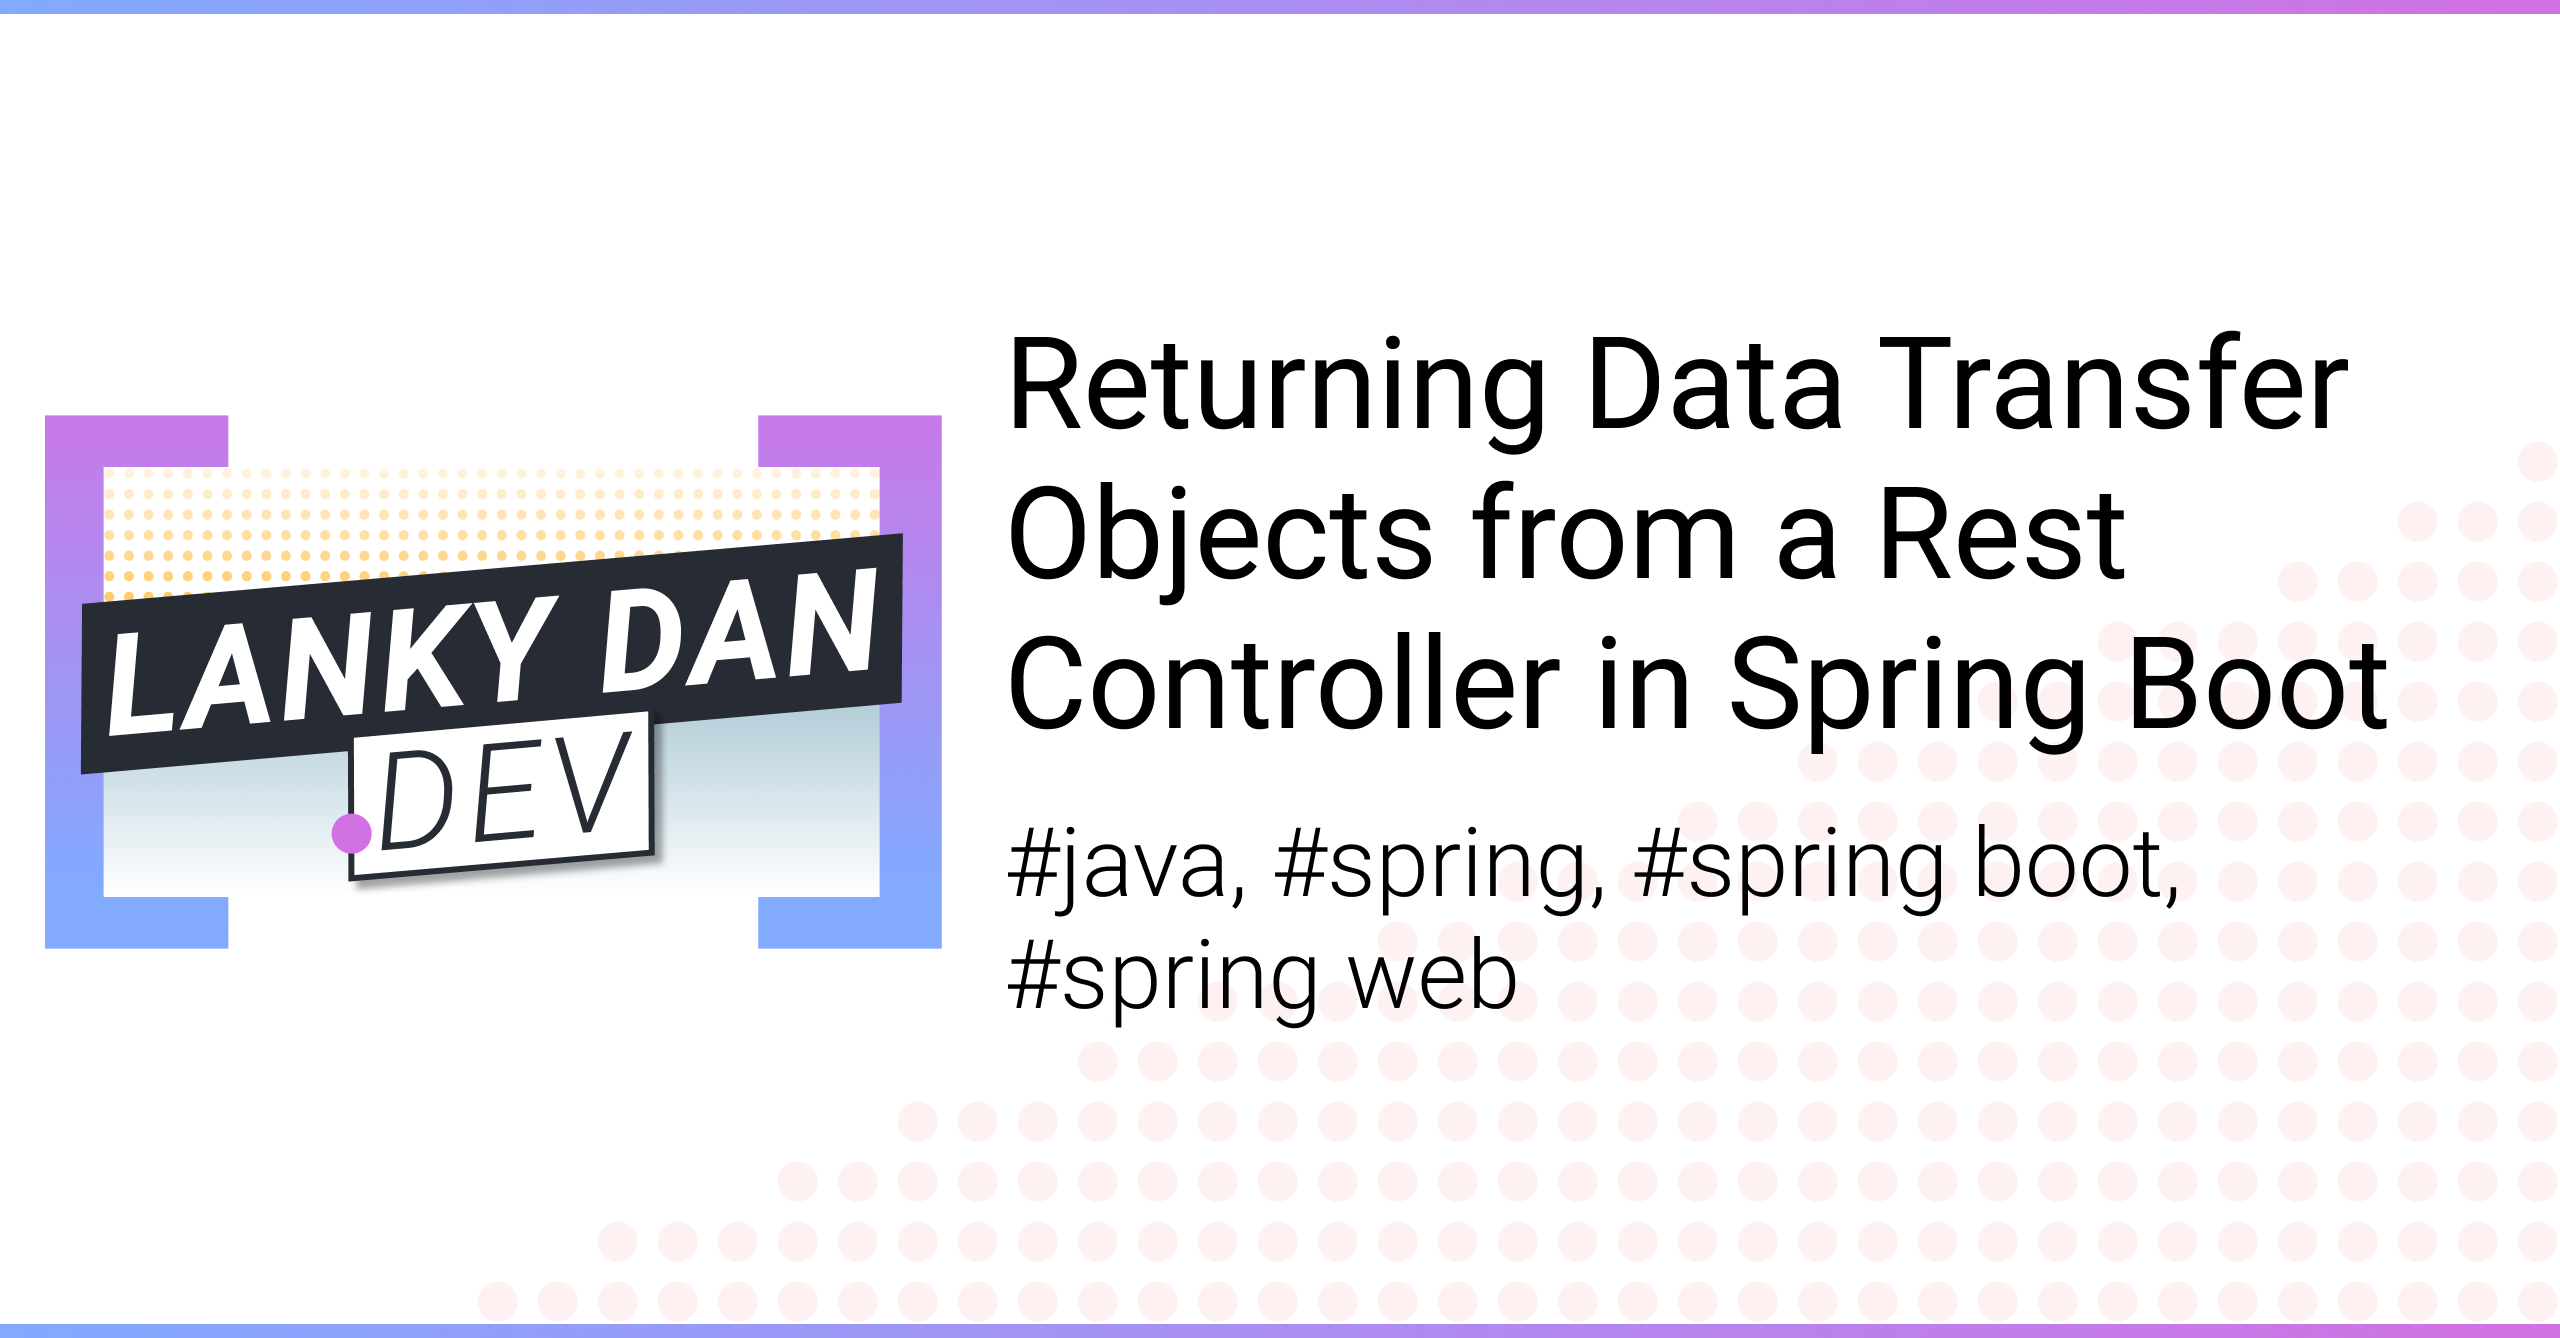 LANKY DAN
.DEV
Returning Data Transfer
Objects from a Rest
Controller in Spring Boot
#java, #spring, #spring boot,
#spring web